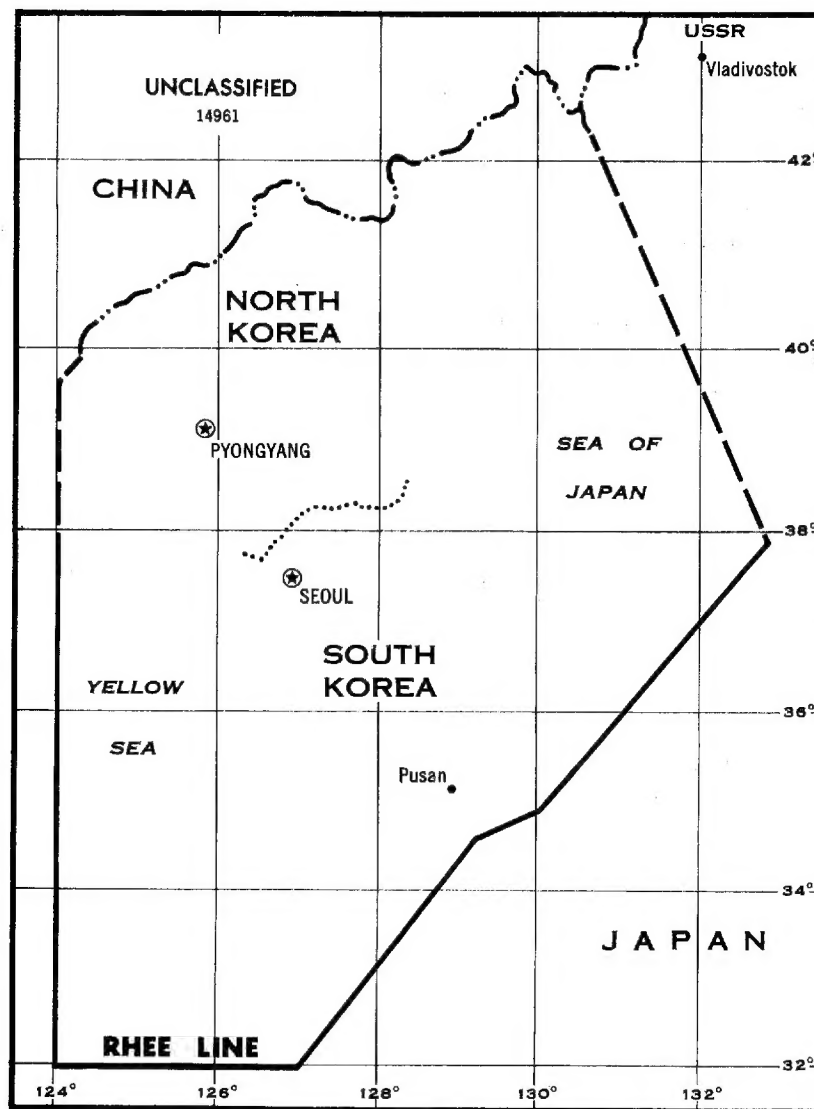 USSR
Vladivostok
UNCLASSIFIED
14961
42°
CHINA
NORTH
KOREA
40°
SEA OF
JAPAN
PYONGYANG
38°
SEOUL
SOUTH
KOREA
YELLOW
SEA
36°
Pusan
34°
JAPAN
RHEE LINE
32°
124°
126°
128°
130°
132°